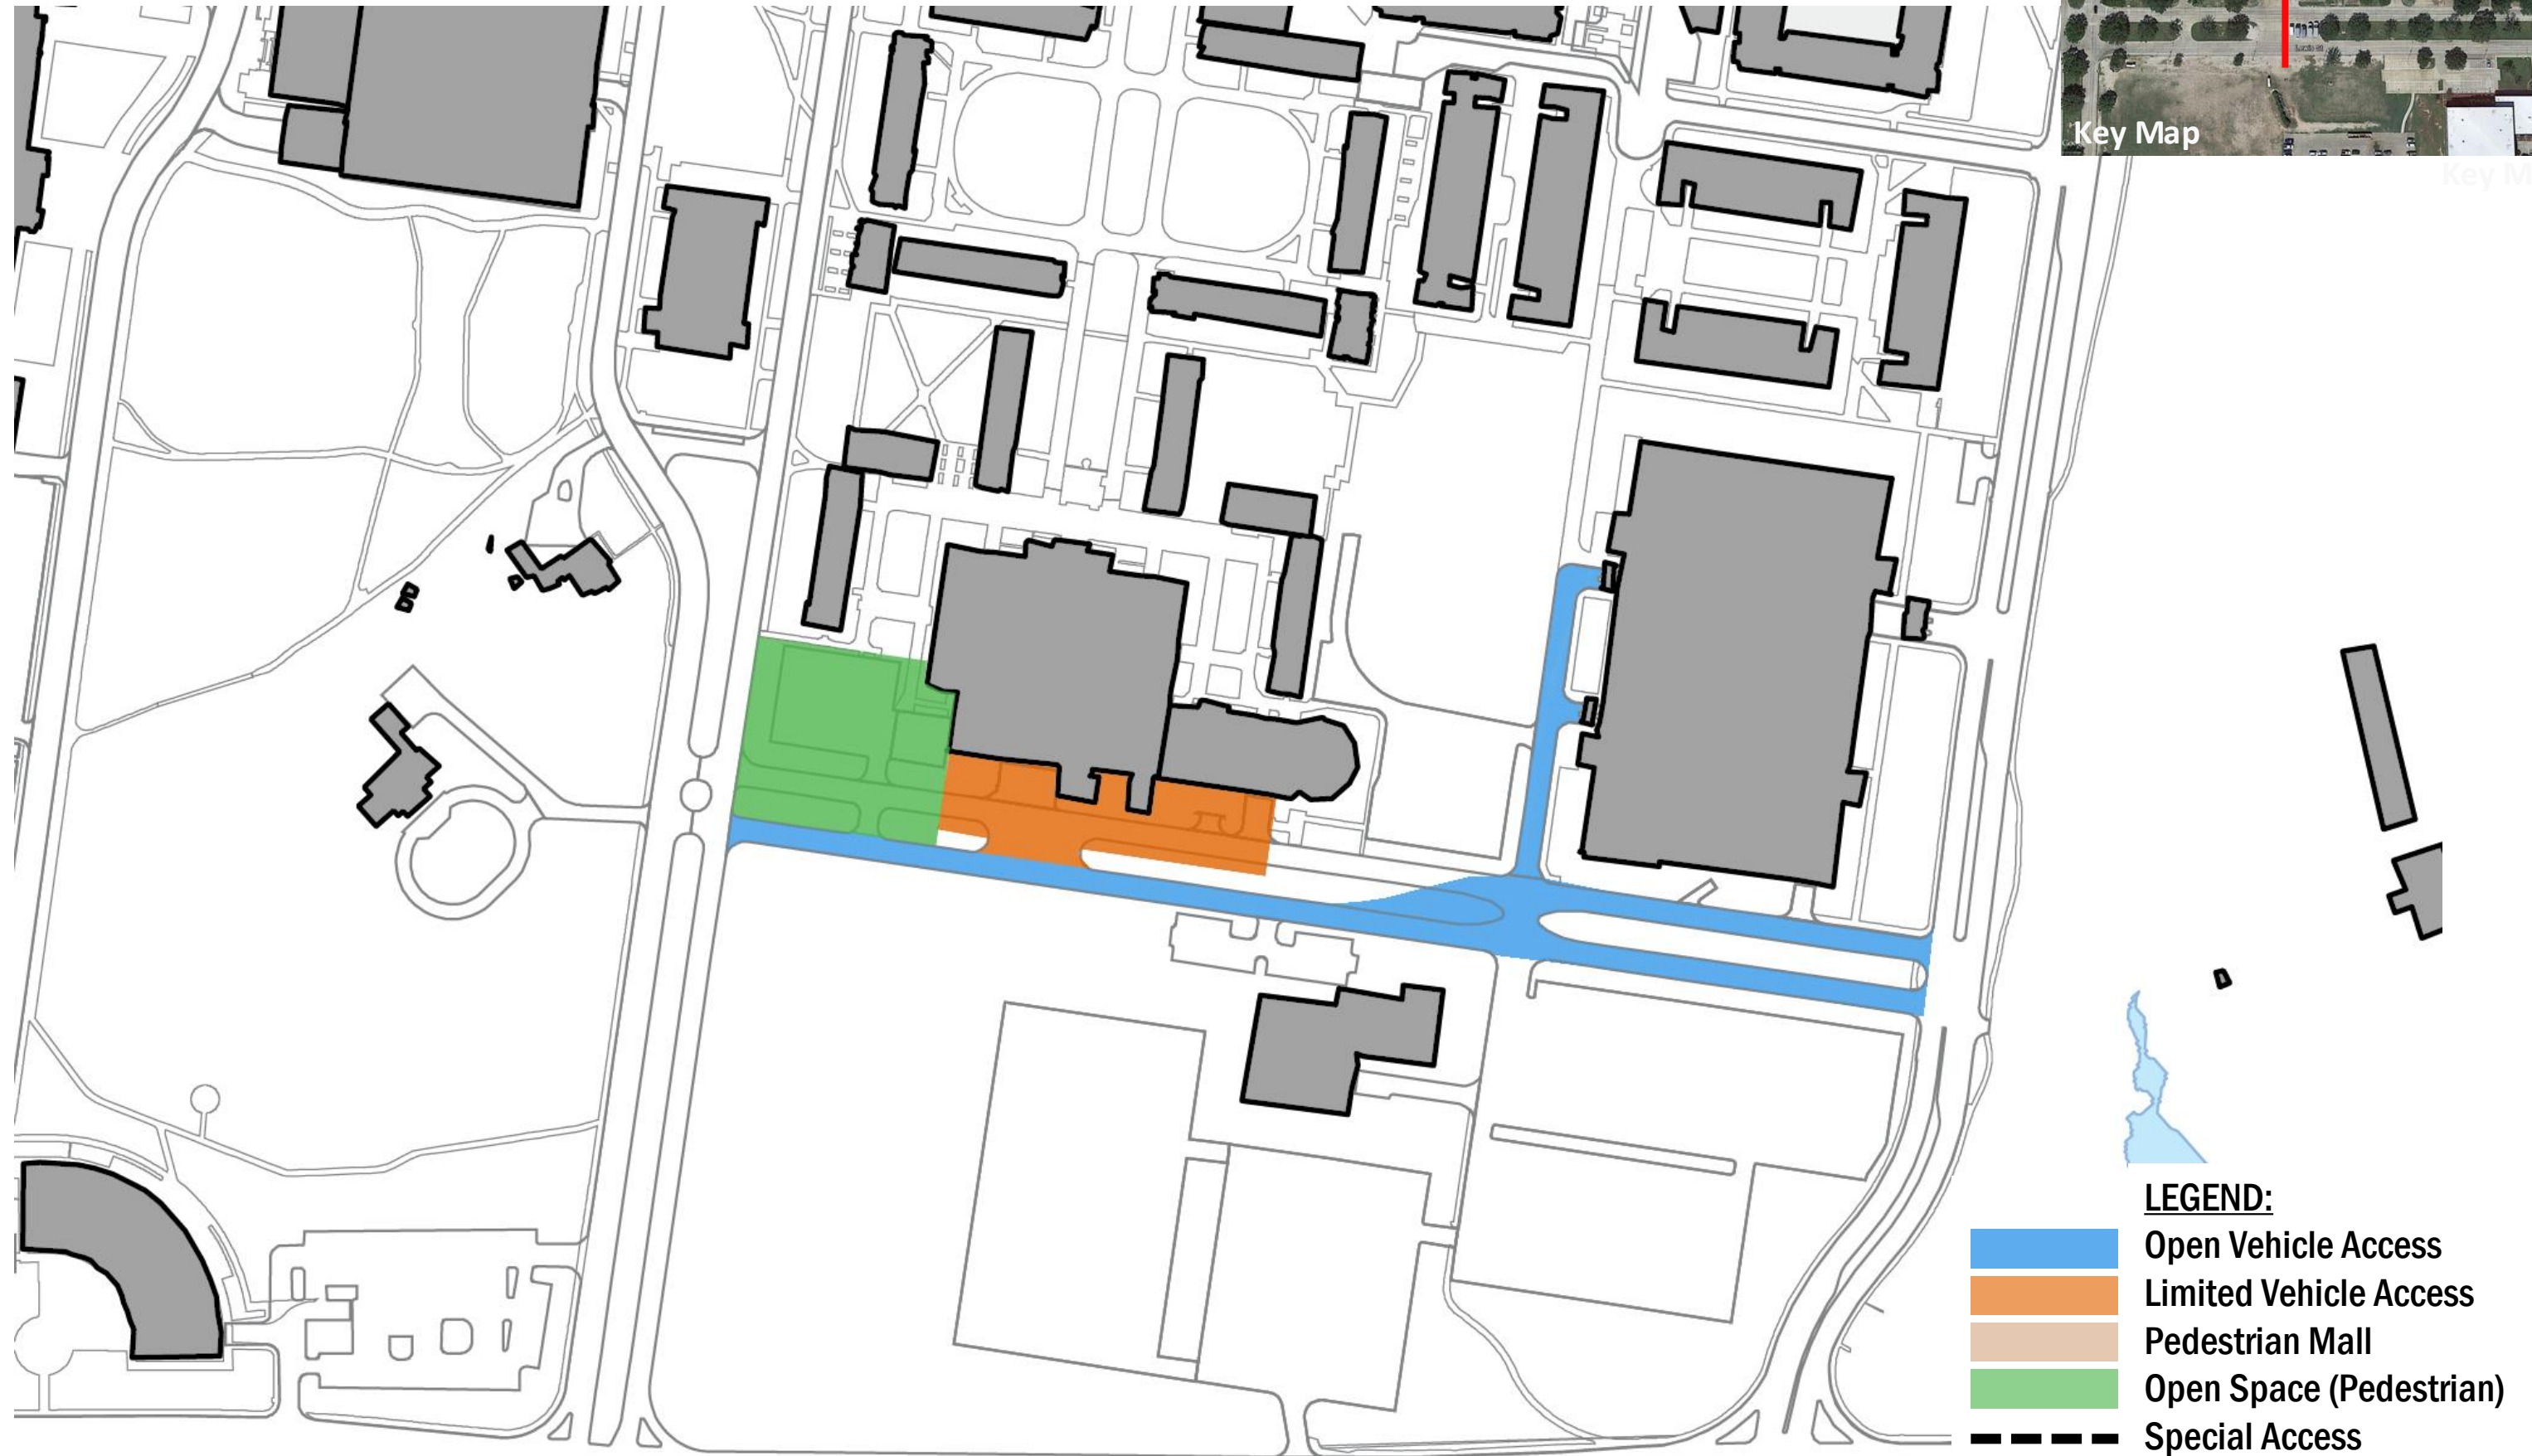 Key Map
LEGEND:
Open Vehicle Access
Limited Vehicle Access
Pedestrian Mall
Open Space (Pedestrian)
Special Access